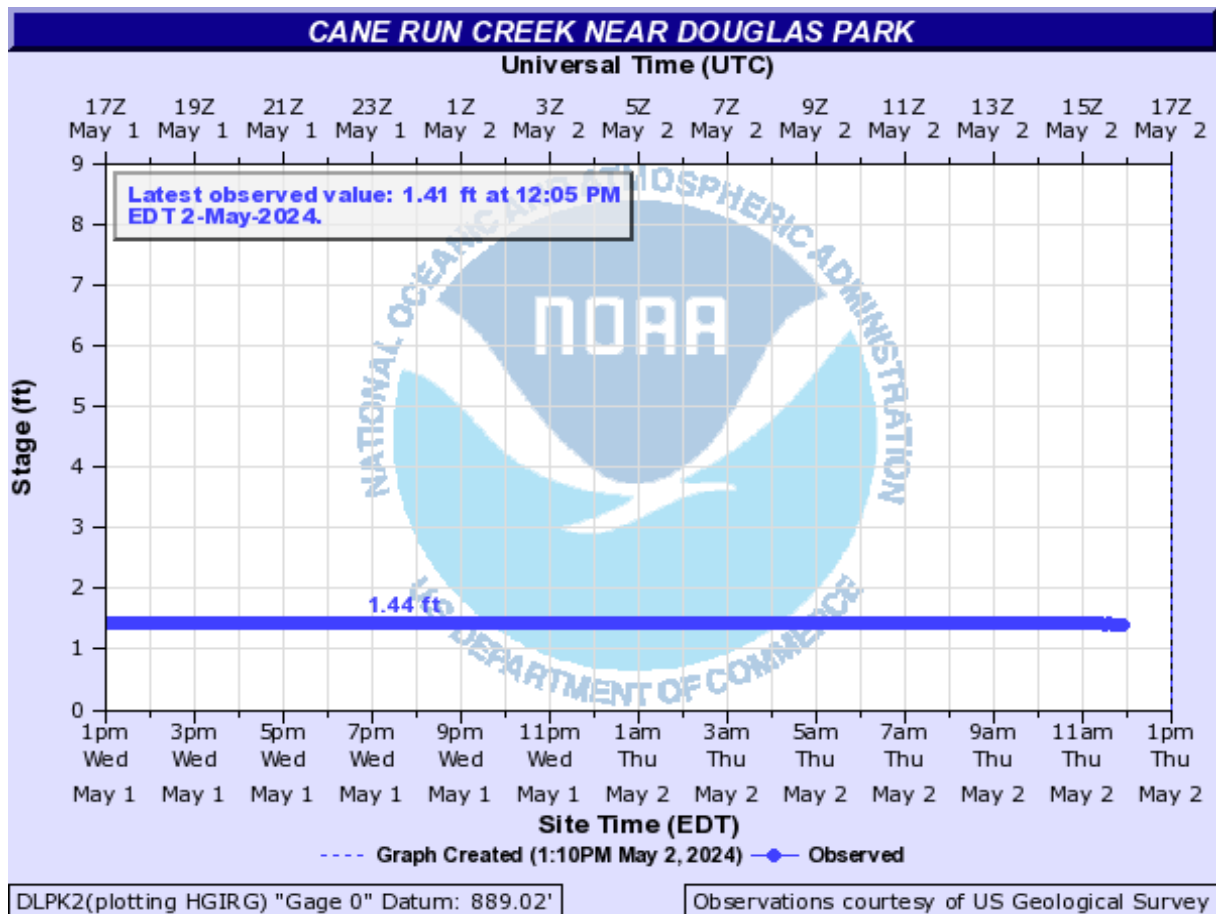 CANE RUN CREEK NEAR DOUGLAS PARK
Universal Time (UTC)
17Z 19Z 21Z 23Z 1Z 3Z 5Z 7Z 9Z 11Z 13Z 15Z 17Z
May 1 May 1 May 1 May 1 May 2 May 2 May 2 May 2 May 2 May 2 May 2 May 2 May 2
Latest observed value: 1.41 ft at 12:05 PM
EDT 2-May-2024.
NATIONAL OCEANIC AND ATMOSPHERIC ADMINISTRATION
NOAA
U.S. DEPARTMENT OF COMMERCE
Stage (ft)
9
8
7
6
5
4
3
2
1
0
1.44 ft
1pm 3pm 5pm 7pm 9pm 11pm 1am 3am 5am 7am 9am 11am 1pm
Wed Wed Wed Wed Wed Wed Thu Thu Thu Thu Thu Thu Thu
May 1 May 1 May 1 May 1 May 1 May 1 May 2 May 2 May 2 May 2 May 2 May 2 May 2
Site Time (EDT)
Graph Created (1:10PM May 2, 2024) Observed
DLPK2(plotting HGIRG) "Gage 0" Datum: 889.02'
Observations courtesy of US Geological Survey